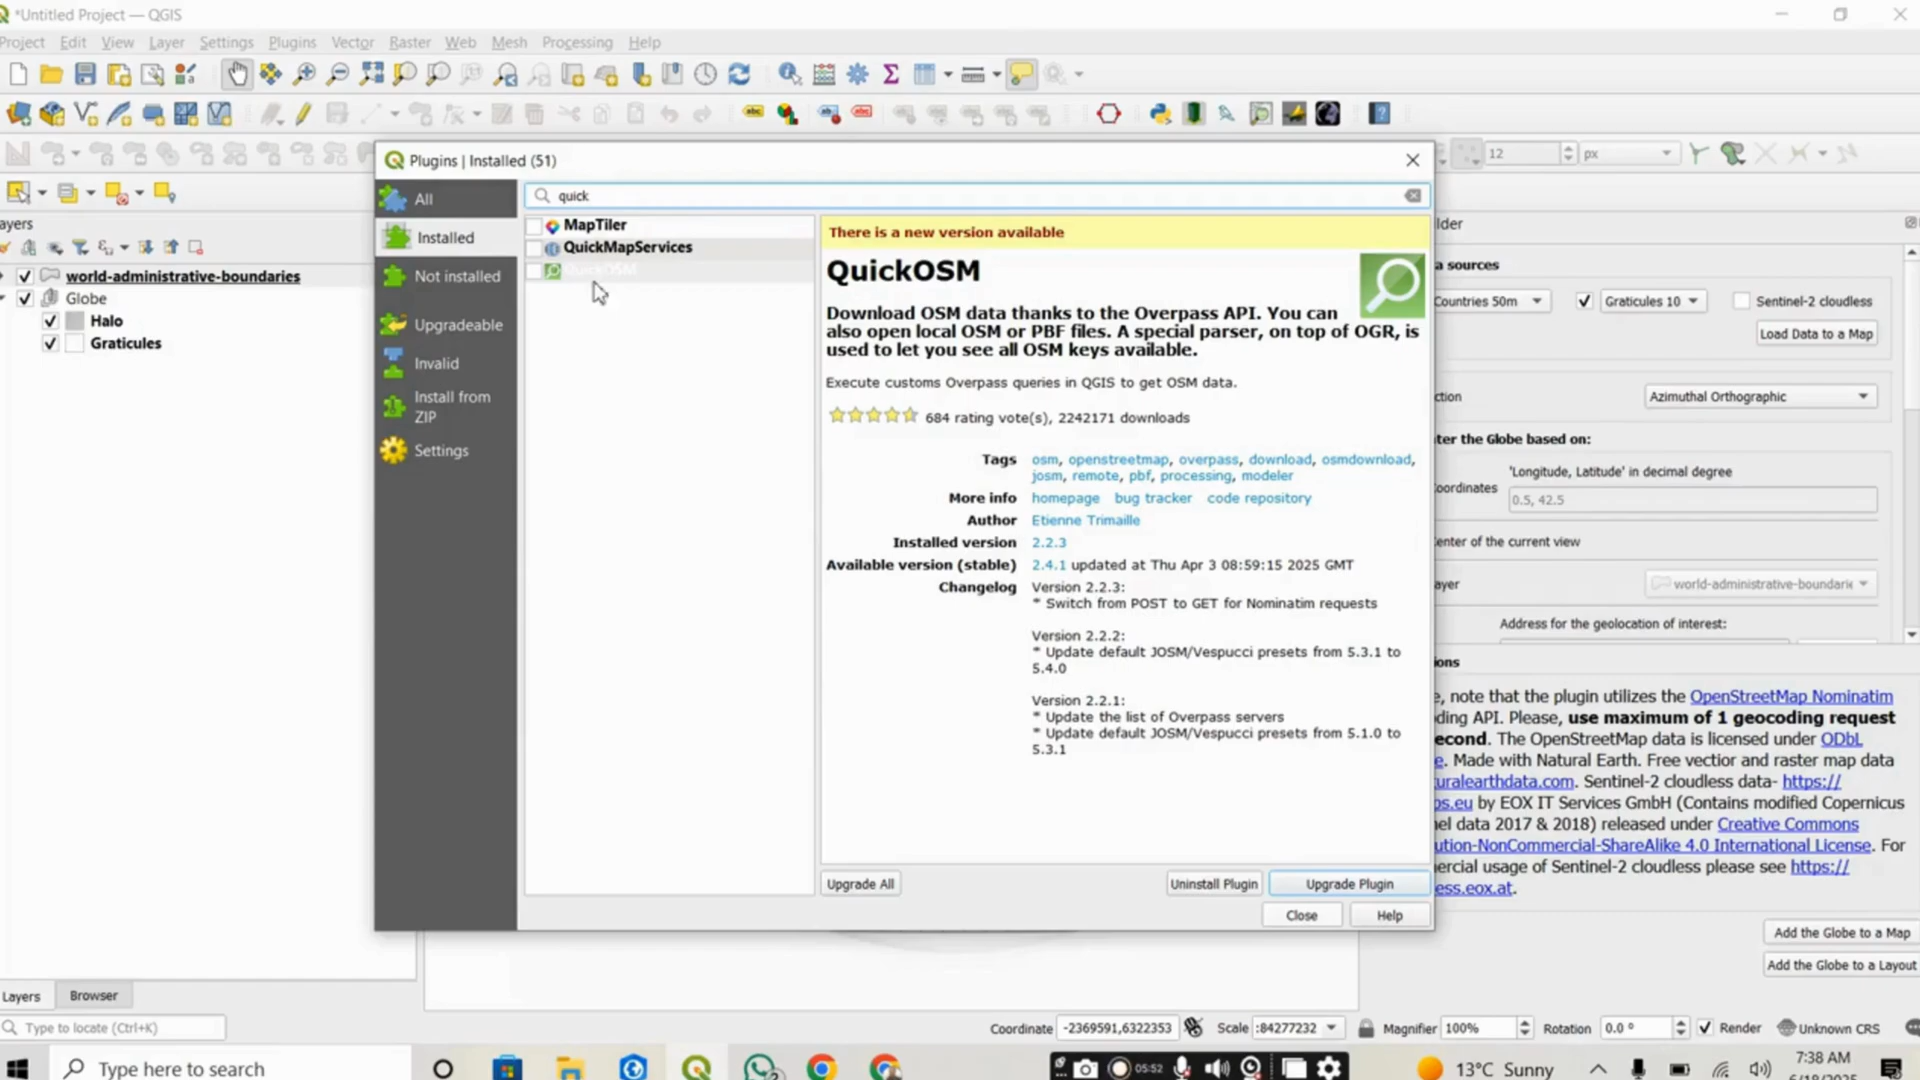 *Untitled Project — QGIS
Project Edit View Layer Settings Plugins Vector Raster Web Mesh Processing Help
12
px
Plugins | Installed (51)
All
Installed
Not installed
Upgradeable
Invalid
Install from
ZIP
Settings
quick
MapTiler
QuickMapServices
QuickOSM
There is a new version available
QuickOSM
Download OSM data thanks to the Overpass API. You can
also open local OSM or PBF files. A special parser, on top of OGR, is
used to let you see all OSM keys available.
Execute customs Overpass queries in QGIS to get OSM data.
684 rating vote(s), 2242171 downloads
Tags osm, openstreetmap, overpass, download, osmdownload,
josm, remote, pbf, processing, modeler
More info homepage bug tracker code repository
Author Etienne Trimaille
Installed version 2.2.3
Available version (stable) 2.4.1 updated at Thu Apr 3 08:59:15 2025 GMT
Changelog Version 2.2.3:
* Switch from POST to GET for Nominatim requests
Version 2.2.2:
* Update default JOSM/Vespucci presets from 5.3.1 to
5.4.0
Version 2.2.1:
* Update the list of Overpass servers
* Update default JOSM/Vespucci presets from 5.1.0 to
5.3.1
Upgrade All
Uninstall Plugin
Upgrade Plugin
Close
Help
ayers
world-administrative-boundaries
Globe
Halo
Graticules
lder
a sources
Countries 50m
Graticules 10
Sentinel-2 cloudless
Load Data to a Map
ction
Azimuthal Orthographic
ter the Globe based on:
'Longitude, Latitude' in decimal degree
oordinates
0.5, 42.5
enter of the current view
ayer
world-administrative-boundarie
Address for the geolocation of interest:
ons
e, note that the plugin utilizes the OpenStreetMap Nominatim
ding API. Please, use maximum of 1 geocoding request
econd. The OpenStreetMap data is licensed under ODbL
e. Made with Natural Earth. Free vectior and raster map data
uralearthdata.com. Sentinel-2 cloudless data- https://
ps.eu by EOX IT Services GmbH (Contains modified Copernicus
nel data 2017 & 2018) released under Creative Commons
ution-NonCommercial-ShareAlike 4.0 International License. For
ercial usage of Sentinel-2 cloudless please see https://
ess.eox.at.
Add the Globe to a Map
Add the Globe to a Layout
Layers Browser
Type to locate (Ctrl+K)
Coordinate -2369591,6322353 Scale :84277232 Magnifier 100% Rotation 0.0 ° Render Unknown CRS
Type here to search
05:52
13°C Sunny
7:38 AM